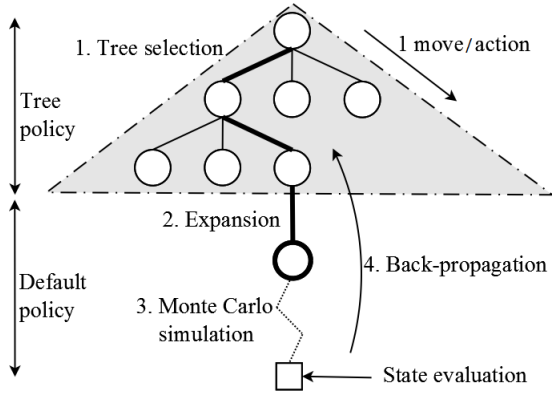 1. Tree selection
1 move/action
Tree
policy
2. Expansion
Default
policy
3. Monte Carlo
simulation
4. Back-propagation
State evaluation